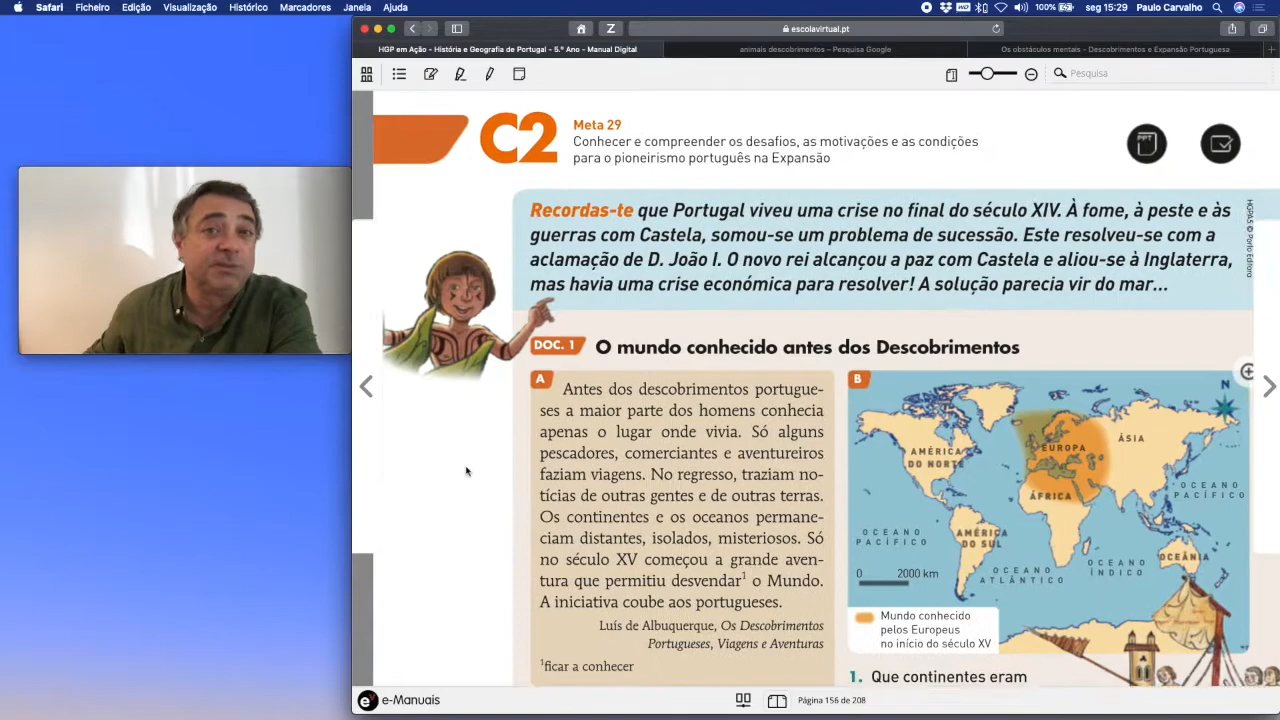 Safari Ficheiro Edição Visualização Histórico Marcadores Janela Ajuda
100% seg 15:29 Paulo Carvalho
escolavirtual.pt
HGP em Ação - História e Geografia de Portugal - 5.º Ano - Manual Digital
animais descobrimentos – Pesquisa Google
Os obstáculos mentais - Descobrimentos e Expansão Portuguesa
Pesquisa
C2
Meta 29
Conhecer e compreender os desafios, as motivações e as condições
para o pioneirismo português na Expansão
PPT
Recordas-te que Portugal viveu uma crise no final do século XIV. À fome, à peste e às
guerras com Castela, somou-se um problema de sucessão. Este resolveu-se com a
aclamação de D. João I. O novo rei alcançou a paz com Castela e aliou-se à Inglaterra,
mas havia uma crise económica para resolver! A solução parecia vir do mar...
HGPA5 © Porto Editora
DOC. 1 O mundo conhecido antes dos Descobrimentos
A
Antes dos descobrimentos portugue-
ses a maior parte dos homens conhecia
apenas o lugar onde vivia. Só alguns
pescadores, comerciantes e aventureiros
faziam viagens. No regresso, traziam no-
tícias de outras gentes e de outras terras.
Os continentes e os oceanos permane-
ciam distantes, isolados, misteriosos. Só
no século XV começou a grande aven-
tura que permitiu desvendar¹ o Mundo.
A iniciativa coube aos portugueses.
Luís de Albuquerque, Os Descobrimentos
Portugueses, Viagens e Aventuras
¹ficar a conhecer
B
N
AMÉRICA
DO NORTE
EUROPA
ÁSIA
ÁFRICA
OCEANO
PACÍFICO
OCEANO
PACÍFICO
AMÉRICA
DO SUL
OCEANO
ATLÂNTICO
OCEANO
ÍNDICO
OCEÂNIA
0 2000 km
Mundo conhecido
pelos Europeus
no início do século XV
1. Que continentes eram
e-Manuais
Página 156 de 208